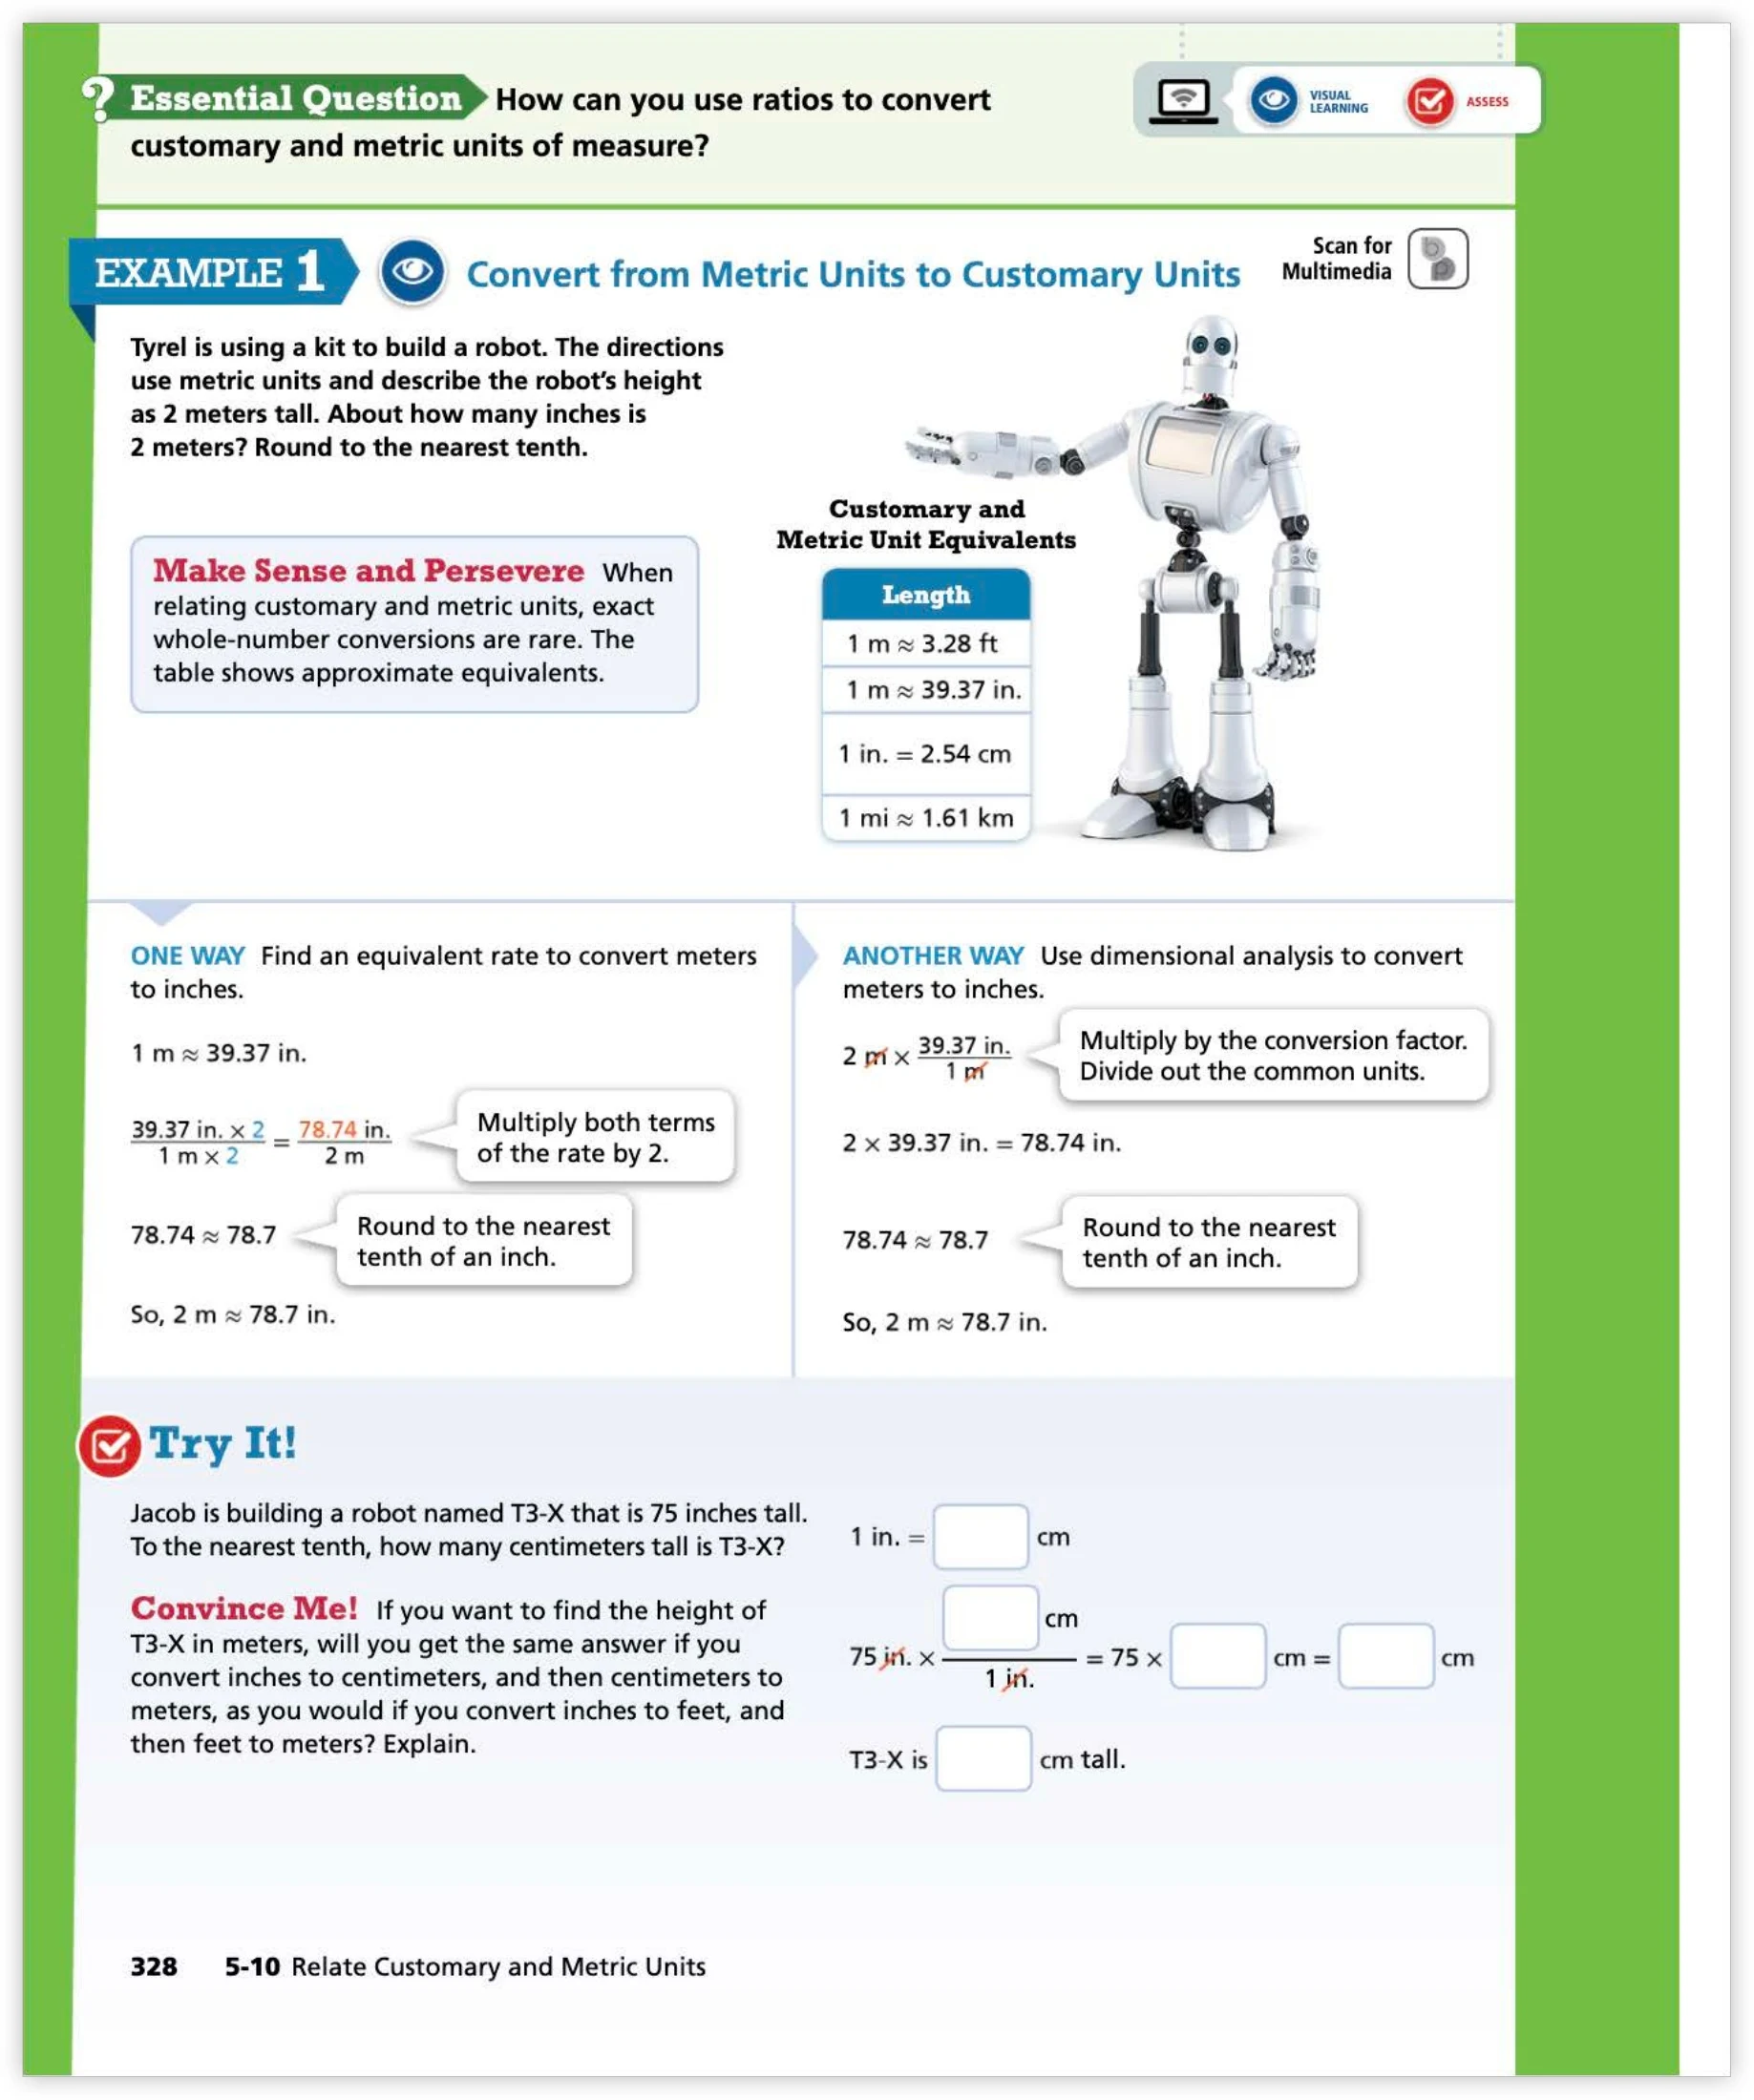 ? Essential Question How can you use ratios to convert
customary and metric units of measure?
VISUAL
LEARNING
ASSESS
EXAMPLE 1 Convert from Metric Units to Customary Units
Scan for
Multimedia
Tyrel is using a kit to build a robot. The directions
use metric units and describe the robot's height
as 2 meters tall. About how many inches is
2 meters? Round to the nearest tenth.
Make Sense and Persevere When
relating customary and metric units, exact
whole-number conversions are rare. The
table shows approximate equivalents.
Customary and
Metric Unit Equivalents
Length
1 m ≈ 3.28 ft
1 m ≈ 39.37 in.
1 in. = 2.54 cm
1 mi ≈ 1.61 km
ONE WAY Find an equivalent rate to convert meters
to inches.
1 m ≈ 39.37 in.
39.37 in. × 2 / 1 m × 2 = 78.74 in. / 2 m
Multiply both terms
of the rate by 2.
78.74 ≈ 78.7
Round to the nearest
tenth of an inch.
So, 2 m ≈ 78.7 in.
ANOTHER WAY Use dimensional analysis to convert
meters to inches.
2 m × 39.37 in. / 1 m
Multiply by the conversion factor.
Divide out the common units.
2 × 39.37 in. = 78.74 in.
78.74 ≈ 78.7
Round to the nearest
tenth of an inch.
So, 2 m ≈ 78.7 in.
Try It!
Jacob is building a robot named T3-X that is 75 inches tall.
To the nearest tenth, how many centimeters tall is T3-X?
Convince Me! If you want to find the height of
T3-X in meters, will you get the same answer if you
convert inches to centimeters, and then centimeters to
meters, as you would if you convert inches to feet, and
then feet to meters? Explain.
1 in. = cm
75 in. × cm / 1 in. = 75 × cm = cm
T3-X is cm tall.
328 5-10 Relate Customary and Metric Units